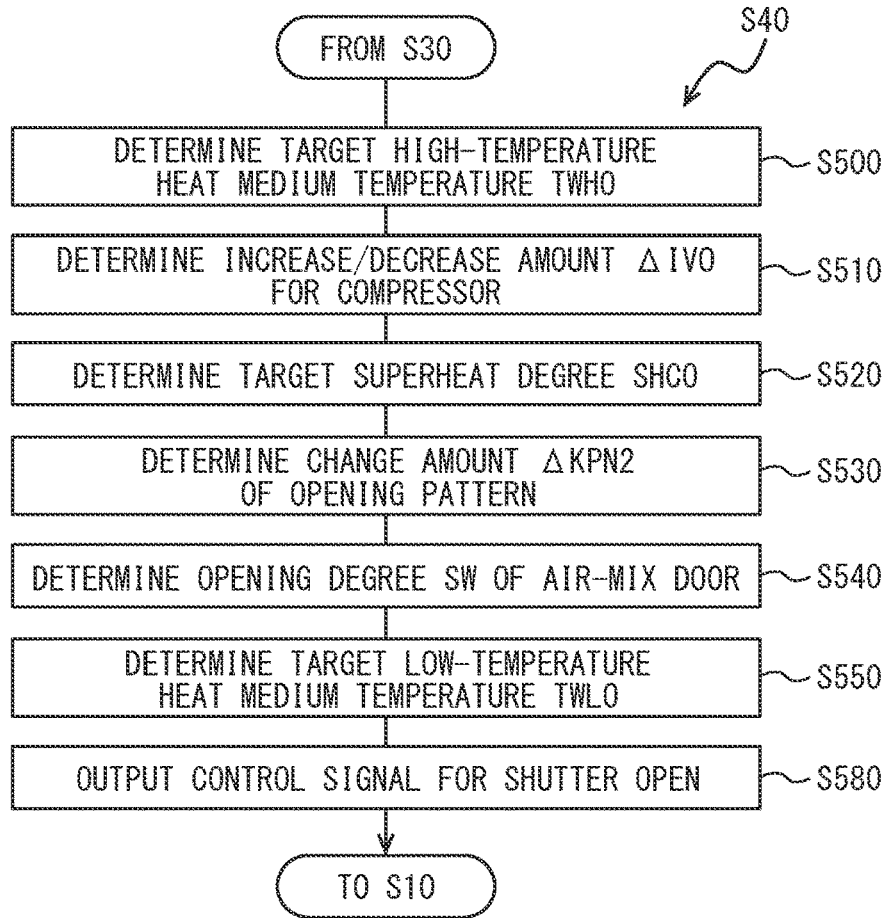 S40
FROM S30
DETERMINE TARGET HIGH-TEMPERATURE
HEAT MEDIUM TEMPERATURE TWHO
S500
DETERMINE INCREASE/DECREASE AMOUNT ΔIVO
FOR COMPRESSOR
S510
DETERMINE TARGET SUPERHEAT DEGREE SHCO
S520
DETERMINE CHANGE AMOUNT ΔKPN2
OF OPENING PATTERN
S530
DETERMINE OPENING DEGREE SW OF AIR-MIX DOOR
S540
DETERMINE TARGET LOW-TEMPERATURE
HEAT MEDIUM TEMPERATURE TWLO
S550
OUTPUT CONTROL SIGNAL FOR SHUTTER OPEN
S580
TO S10